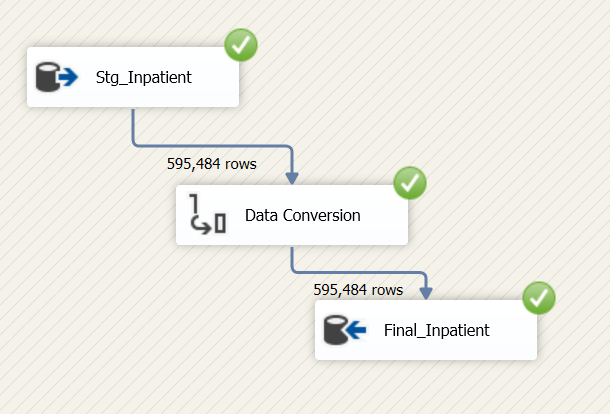 Stg_Inpatient
595,484 rows
Data Conversion
595,484 rows
Final_Inpatient